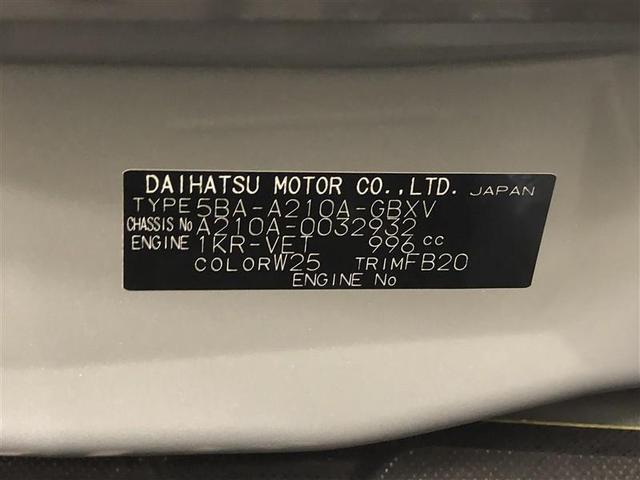 DAIHATSU MOTOR CO.,LTD. JAPAN
TYPE 5BA-A210A-GBXV
CHASSIS No A210A-0032932
ENGINE 1KR-VET 996 cc
COLOR W25 TRIM FB20
ENGINE No